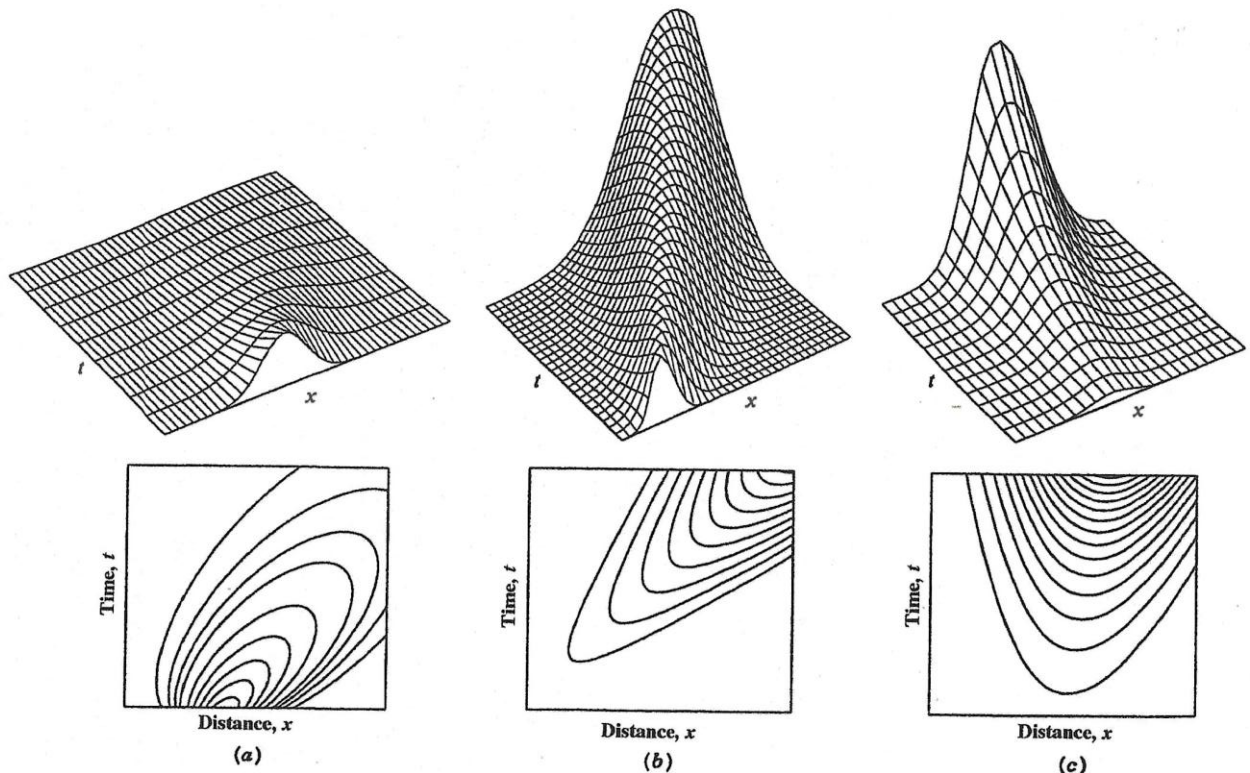 t
x
t
x
t
x
Time, t
Distance, x
(a)
Time, t
Distance, x
(b)
Time, t
Distance, x
(c)